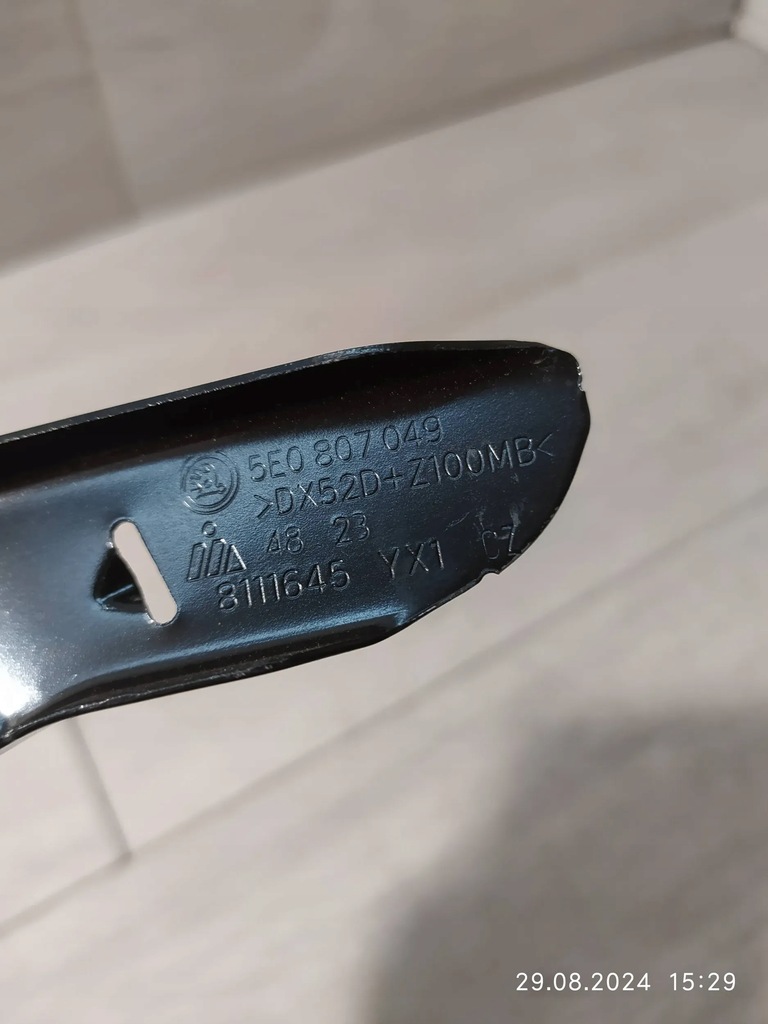 5E0 807 049
>DX52D+Z100MB<
48 23
8111645 YX1 CZ
29.08.2024 15:29